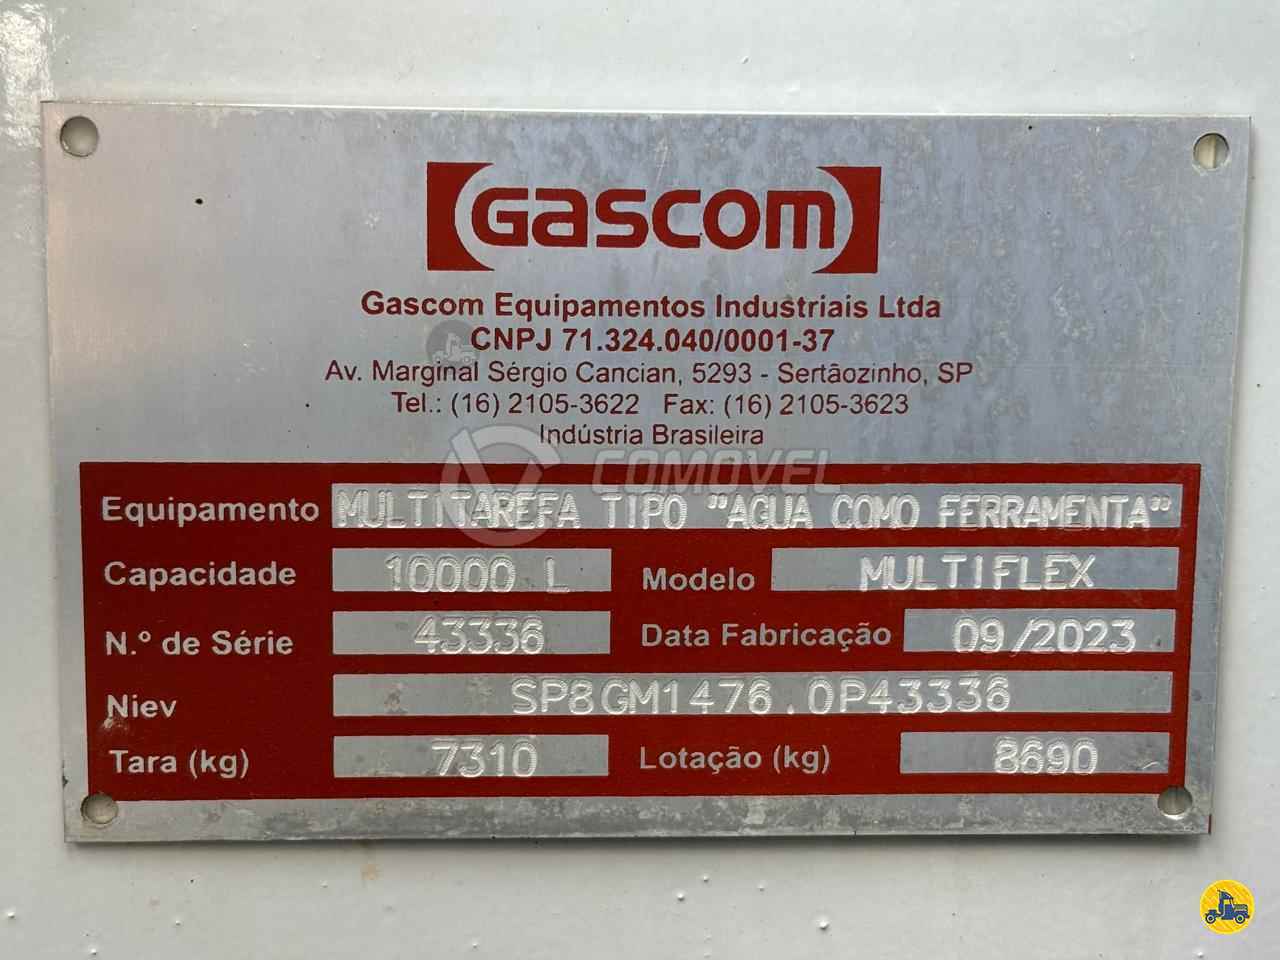 GASCOM
Gascom Equipamentos Industriais Ltda
CNPJ 71.324.040/0001-37
Av. Marginal Sérgio Cancian, 5293 - Sertãozinho, SP
Tel.: (16) 2105-3622 Fax: (16) 2105-3623
Indústria Brasileira
COMOVEL
Equipamento MULTITAREFA TIPO "AGUA COMO FERRAMENTA"
Capacidade 10000 L Modelo MULTIFLEX
N.º de Série 43336 Data Fabricação 09/2023
Niev SP8GM1476.0P43336
Tara (kg) 7310 Lotação (kg) 8690